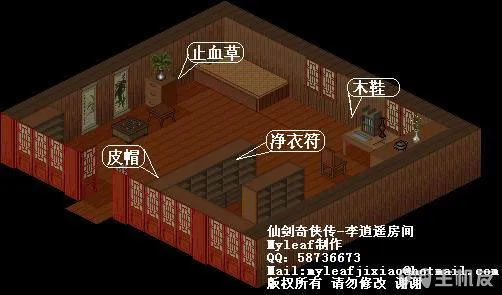 止血草
木鞋
净衣符
皮帽
仙剑奇侠传-李逍遥房间
Myleaf制作
QQ: 58736673
Mail:myleafjixiao@hotmail.com
版权所有 请勿修改 谢谢